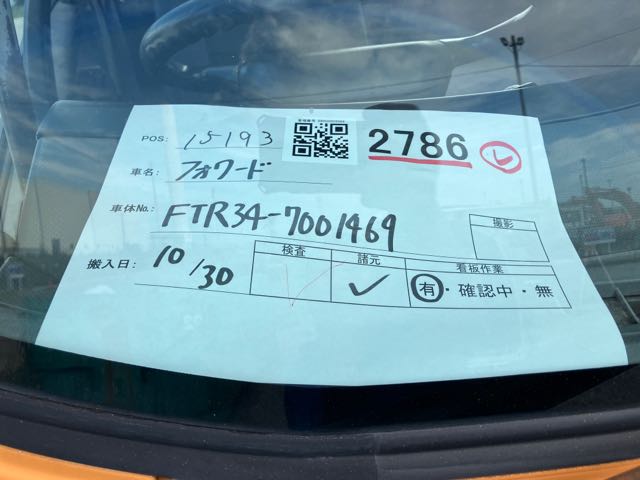 POS: 15193
2786 レ
車名: フォワード
車体No.: FTR34-7001469
撮影
搬入日: 10/30
検査 諸元 看板作業
✓ ✓ 有・確認中・無